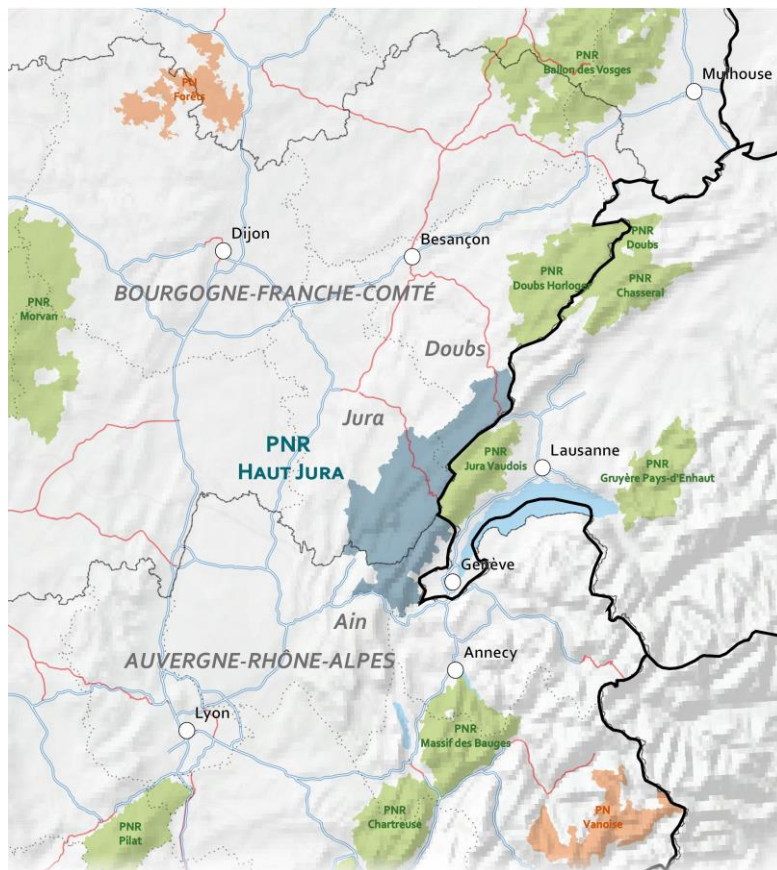 PNR
Ballon des Vosges
PN
Forêts
Mulhouse
Dijon
Besançon
PNR
Doubs
PNR
Doubs Horloger
PNR
Chasseral
BOURGOGNE-FRANCHE-COMTÉ
PNR
Morvan
Doubs
Jura
PNR
HAUT JURA
PNR
Jura Vaudois
Lausanne
PNR
Gruyère Pays-d'Enhaut
Genève
Ain
AUVERGNE-RHÔNE-ALPES
Annecy
Lyon
PNR
Massif des Bauges
PNR
Chartreuse
PN
Vanoise
PNR
Pilat